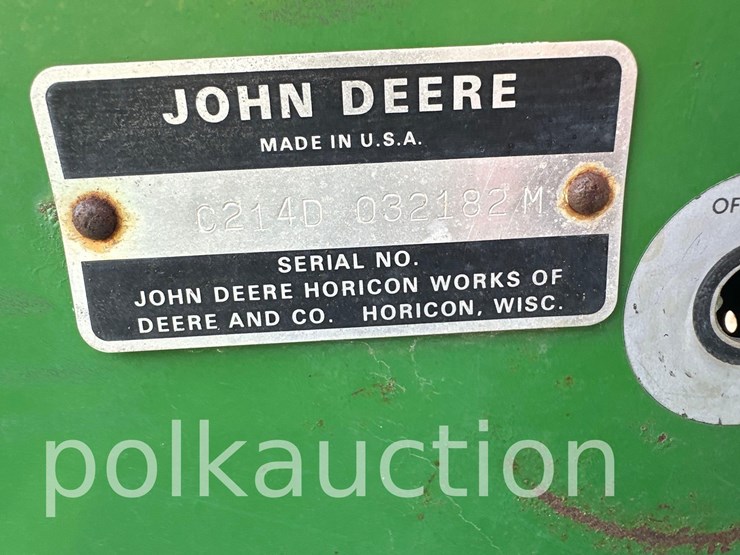 JOHN DEERE
MADE IN U.S.A.
C214D 032182 M
SERIAL NO.
JOHN DEERE HORICON WORKS OF
DEERE AND CO. HORICON, WISC.
OF
polkauction